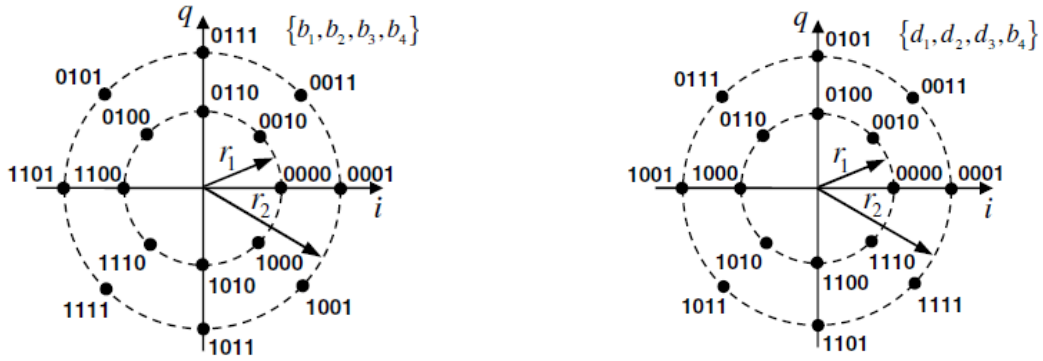 q {b₁, b₂, b₃, b₄}
0111
0101 0011
0110
0100 0010
r₁
1101 1100 0000 0001
r₂ i
1110 1000
1010
1111 1001
1011
q {d₁, d₂, d₃, b₄}
0101
0111 0011
0100
0110 0010
r₁
1001 1000 0000 0001
r₂ i
1010 1110
1100
1011 1111
1101